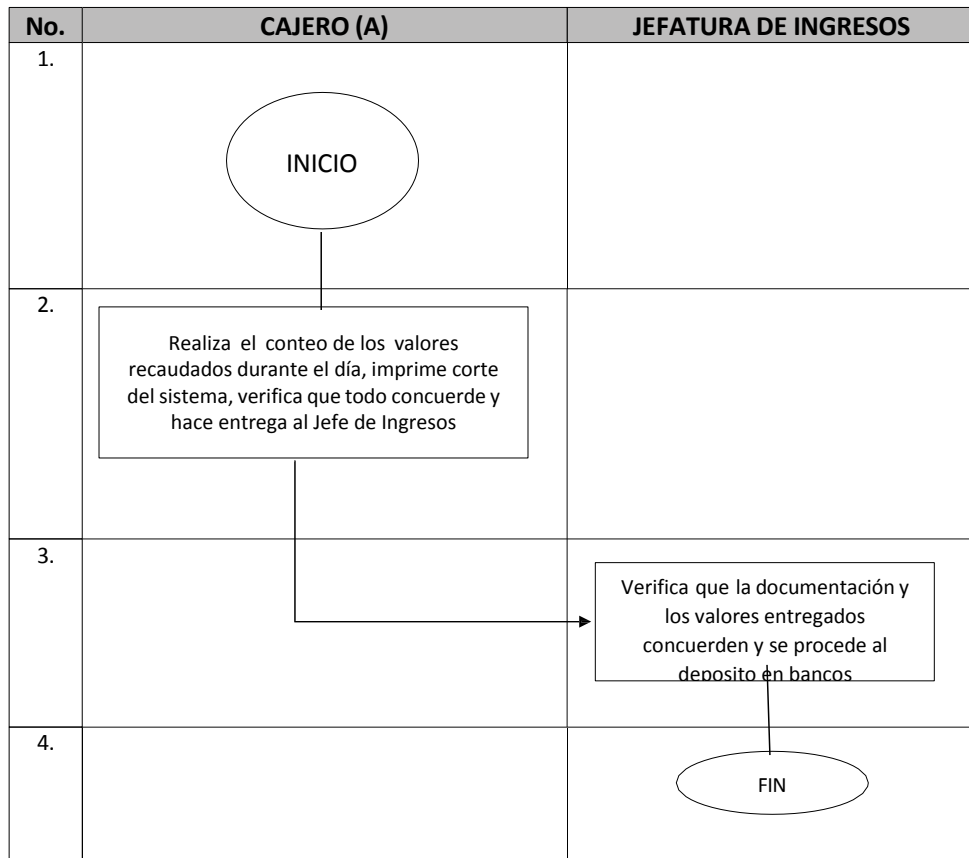 No. CAJERO (A) JEFATURA DE INGRESOS
1.
INICIO
2.
Realiza el conteo de los valores
recaudados durante el día, imprime corte
del sistema, verifica que todo concuerde y
hace entrega al Jefe de Ingresos
3.
Verifica que la documentación y
los valores entregados
concuerden y se procede al
deposito en bancos
4.
FIN